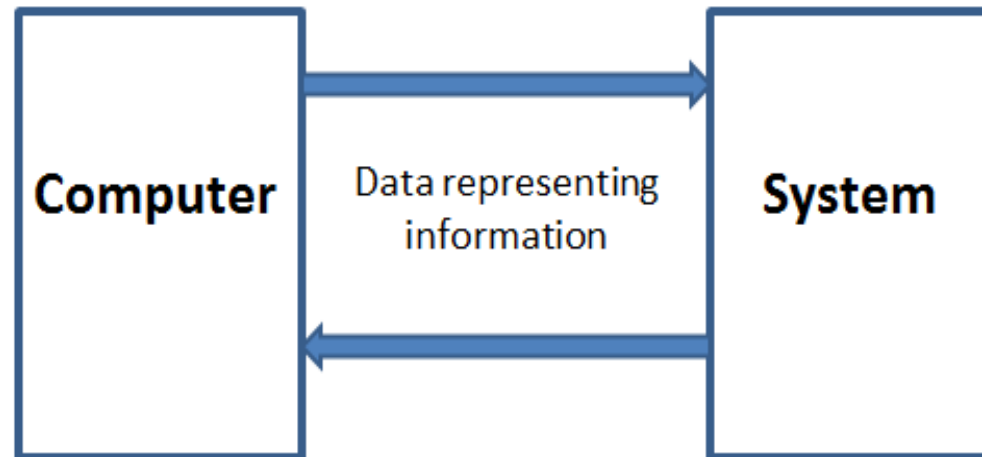 Computer
Data representing
information
System